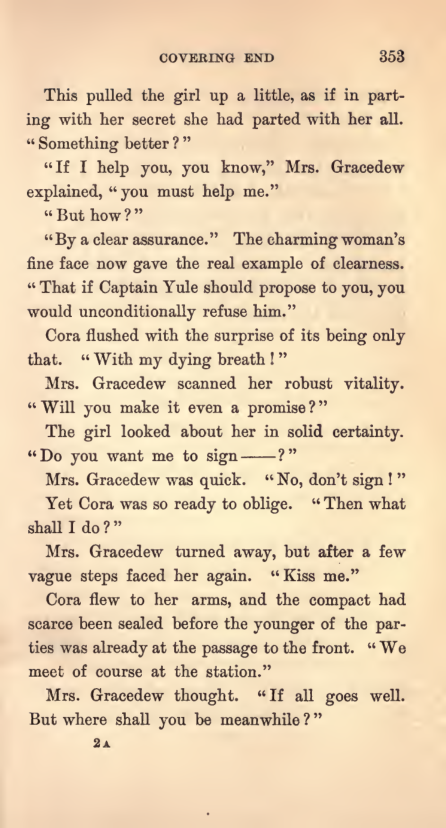 COVERING END 353
This pulled the girl up a little, as if in part-
ing with her secret she had parted with her all.
“Something better?”
“If I help you, you know,” Mrs. Gracedew
explained, “you must help me.”
“But how?”
“By a clear assurance.” The charming woman’s
fine face now gave the real example of clearness.
“That if Captain Yule should propose to you, you
would unconditionally refuse him.”
Cora flushed with the surprise of its being only
that. “With my dying breath!”
Mrs. Gracedew scanned her robust vitality.
“Will you make it even a promise?”
The girl looked about her in solid certainty.
“Do you want me to sign——?”
Mrs. Gracedew was quick. “No, don’t sign!”
Yet Cora was so ready to oblige. “Then what
shall I do?”
Mrs. Gracedew turned away, but after a few
vague steps faced her again. “Kiss me.”
Cora flew to her arms, and the compact had
scarce been sealed before the younger of the par-
ties was already at the passage to the front. “We
meet of course at the station.”
Mrs. Gracedew thought. “If all goes well.
But where shall you be meanwhile?”
2A